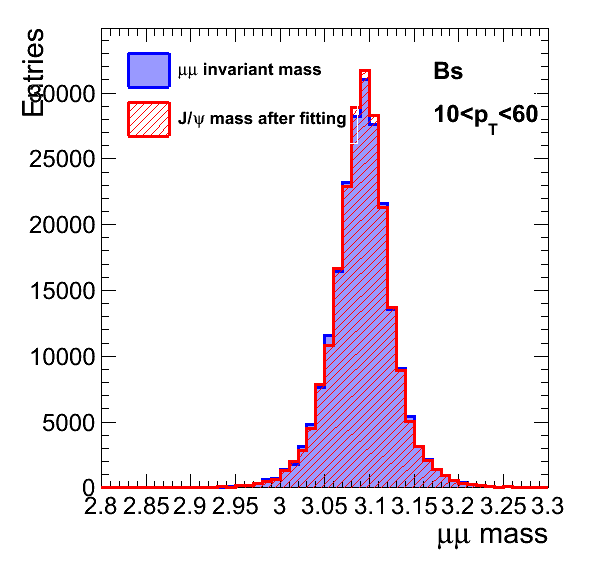 Entries
μμ invariant mass
J/ψ mass after fitting
Bs
10<pT<60
30000
25000
20000
15000
10000
5000
0
2.8 2.85 2.9 2.95 3 3.05 3.1 3.15 3.2 3.25 3.3
μμ mass